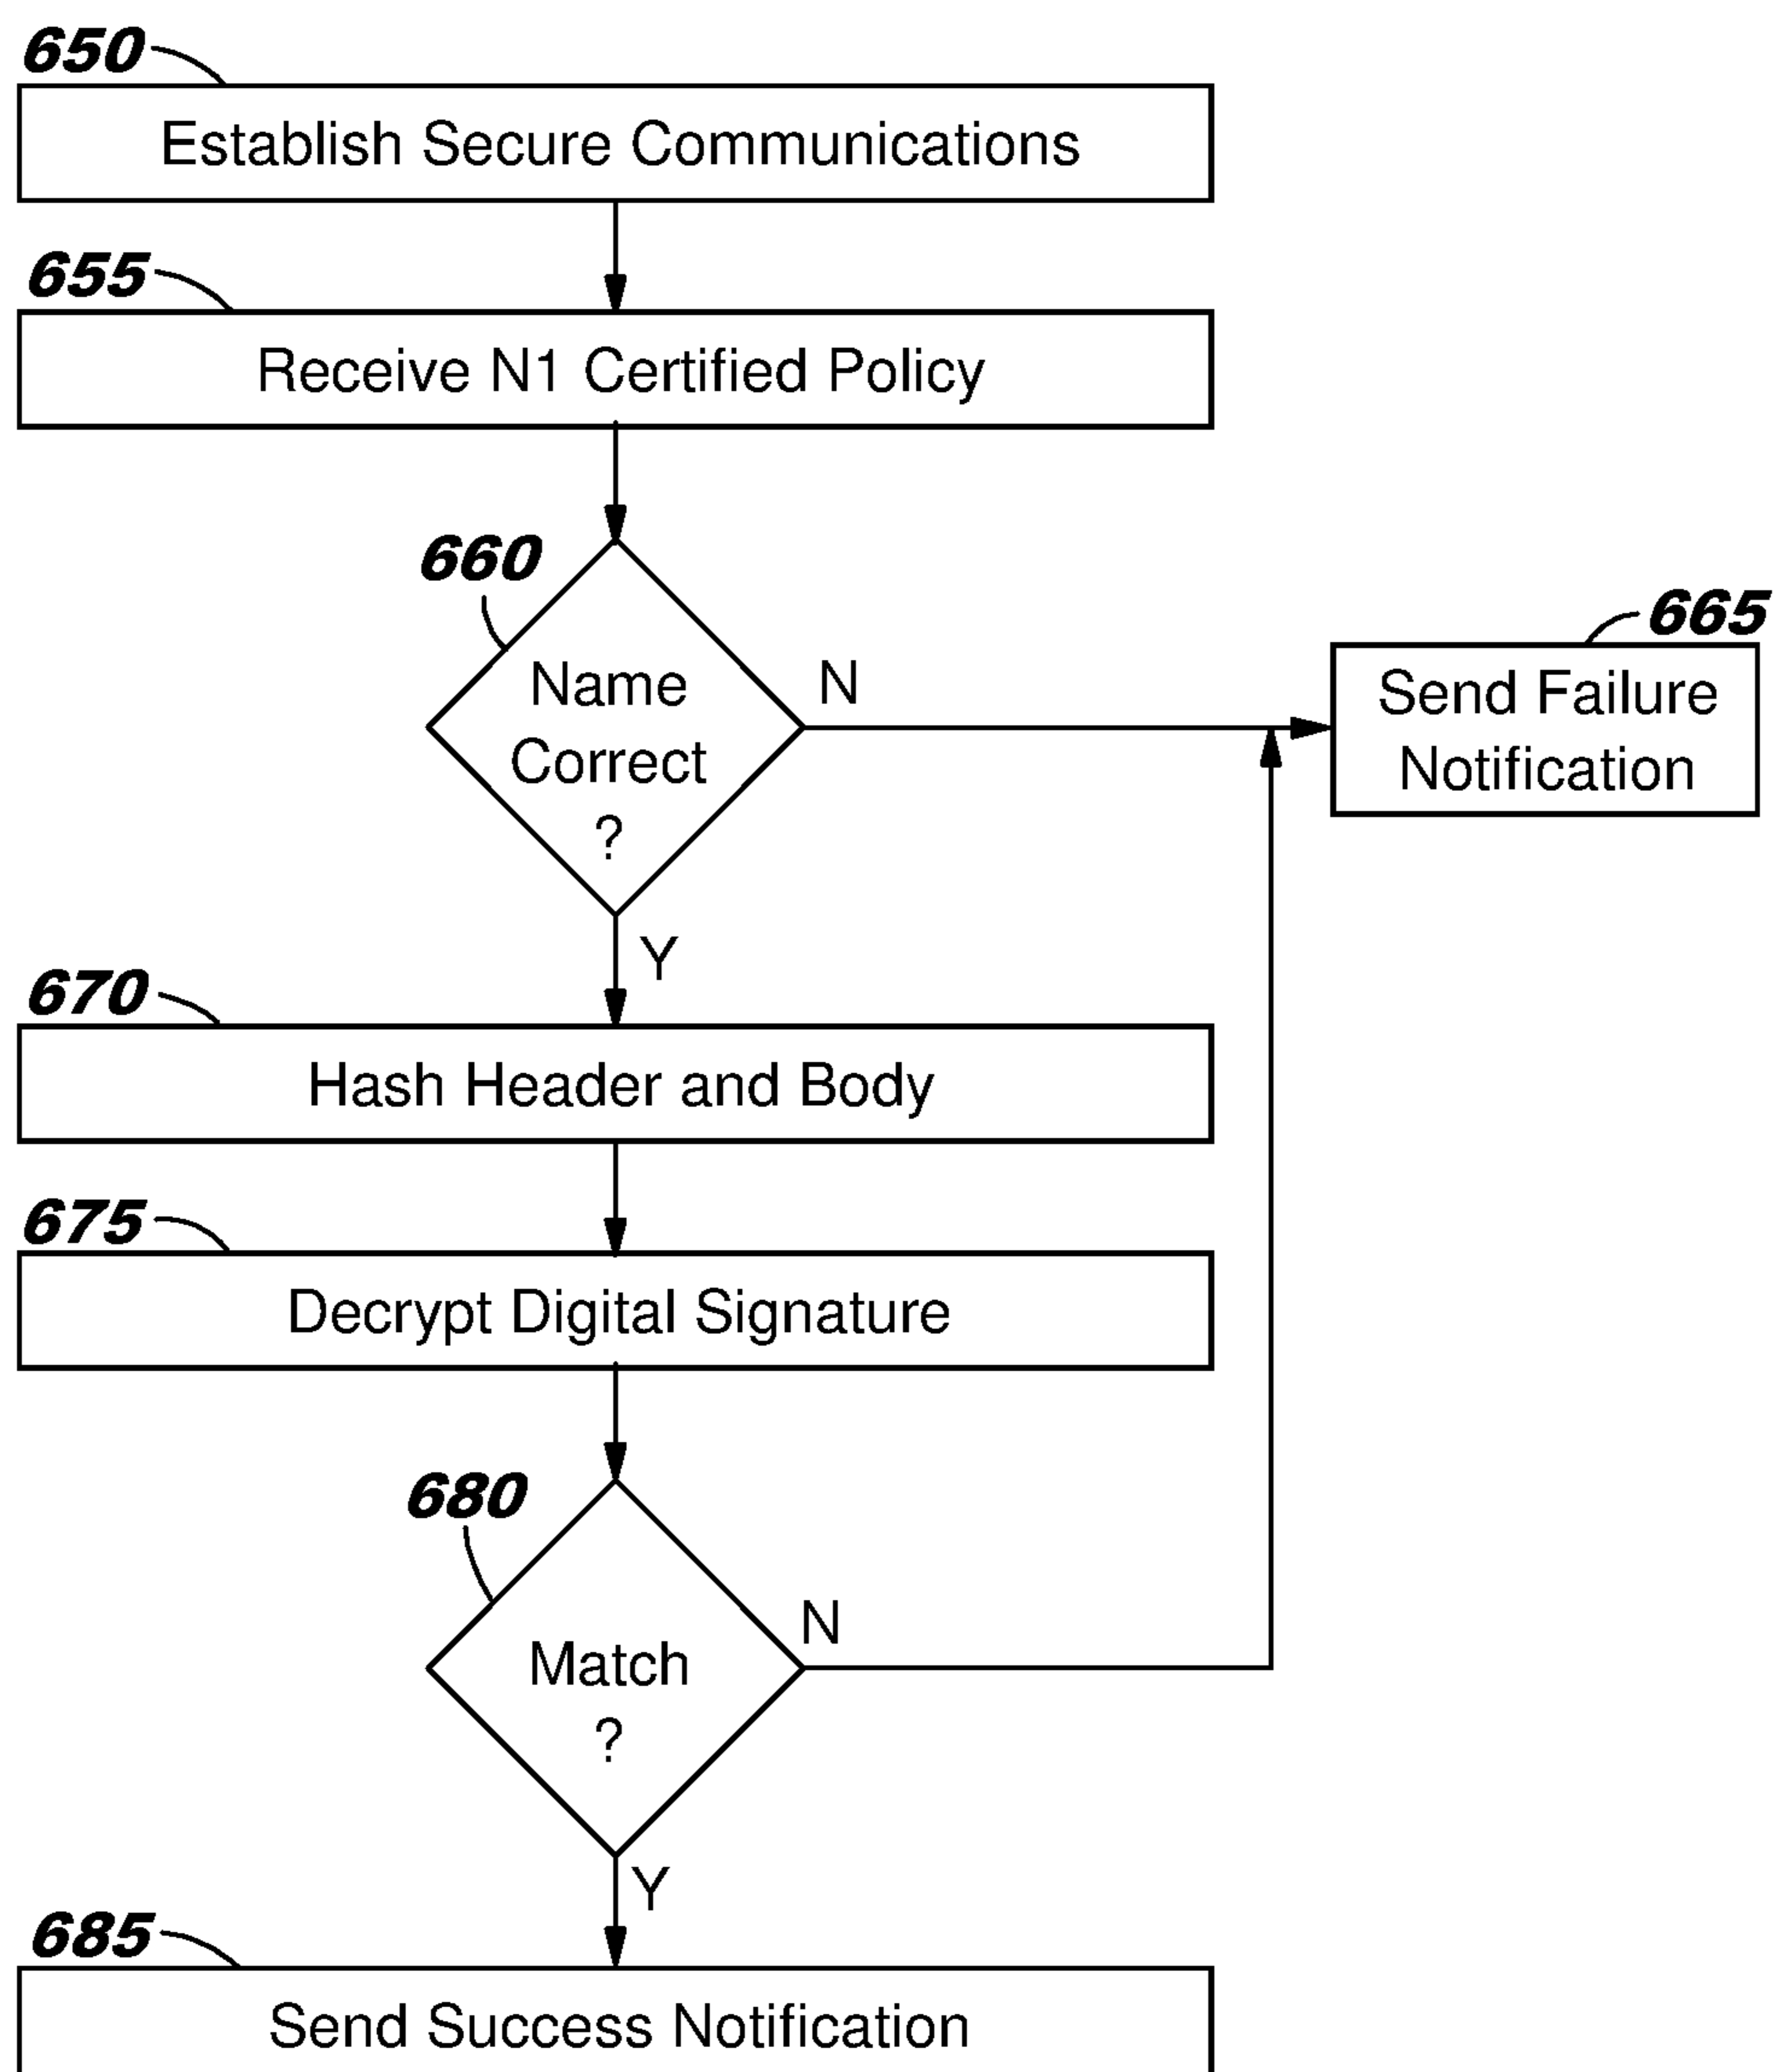 650
Establish Secure Communications
655
Receive N1 Certified Policy
660
Name
Correct
?
N
665
Send Failure
Notification
Y
670
Hash Header and Body
675
Decrypt Digital Signature
680
Match
?
N
Y
685
Send Success Notification